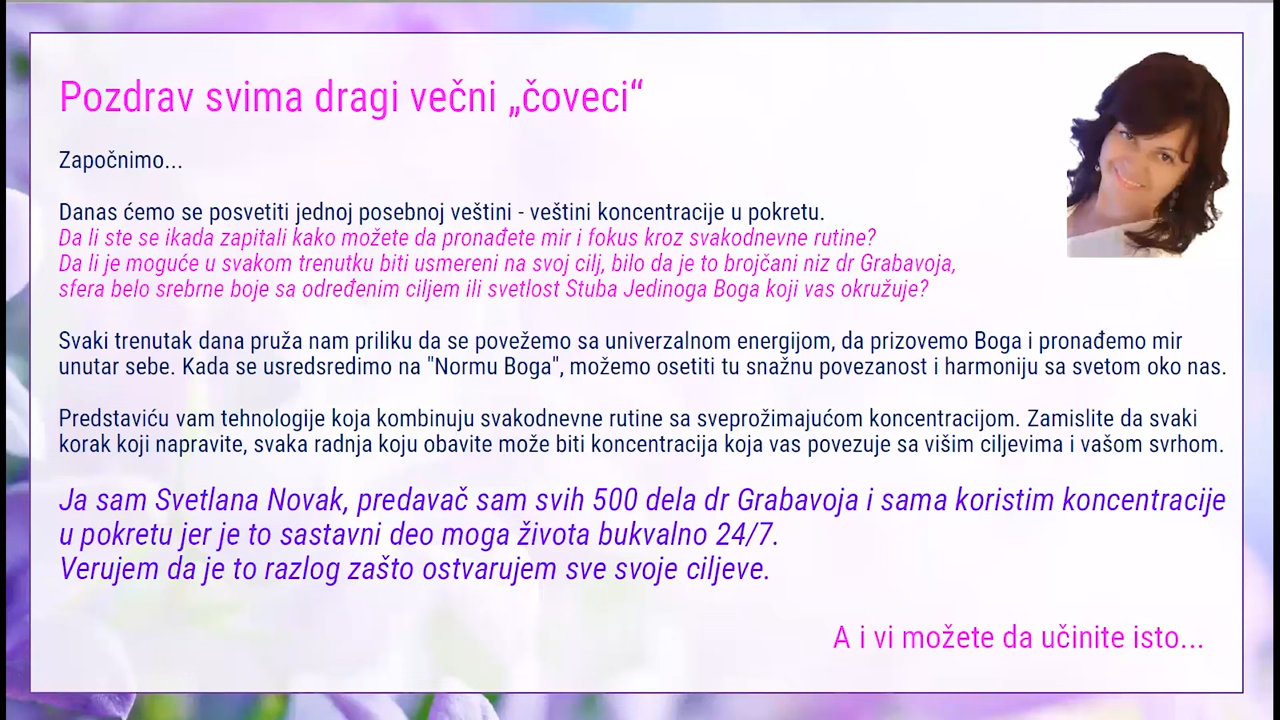 Pozdrav svima dragi večni „čoveci“
Započnimo...
Danas ćemo se posvetiti jednoj posebnoj veštini - veštini koncentracije u pokretu.
Da li ste se ikada zapitali kako možete da pronađete mir i fokus kroz svakodnevne rutine?
Da li je moguće u svakom trenutku biti usmereni na svoj cilj, bilo da je to brojčani niz dr Grabavoja,
sfera belo srebrne boje sa određenim ciljem ili svetlost Stuba Jedinoga Boga koji vas okružuje?
Svaki trenutak dana pruža nam priliku da se povežemo sa univerzalnom energijom, da prizovemo Boga i pronađemo mir
unutar sebe. Kada se usredsredimo na "Normu Boga", možemo osetiti tu snažnu povezanost i harmoniju sa svetom oko nas.
Predstaviću vam tehnologije koja kombinuju svakodnevne rutine sa sveprožimajućom koncentracijom. Zamislite da svaki
korak koji napravite, svaka radnja koju obavite može biti koncentracija koja vas povezuje sa višim ciljevima i vašom svrhom.
Ja sam Svetlana Novak, predavač sam svih 500 dela dr Grabavoja i sama koristim koncentracije
u pokretu jer je to sastavni deo moga života bukvalno 24/7.
Verujem da je to razlog zašto ostvarujem sve svoje ciljeve.
A i vi možete da učinite isto...